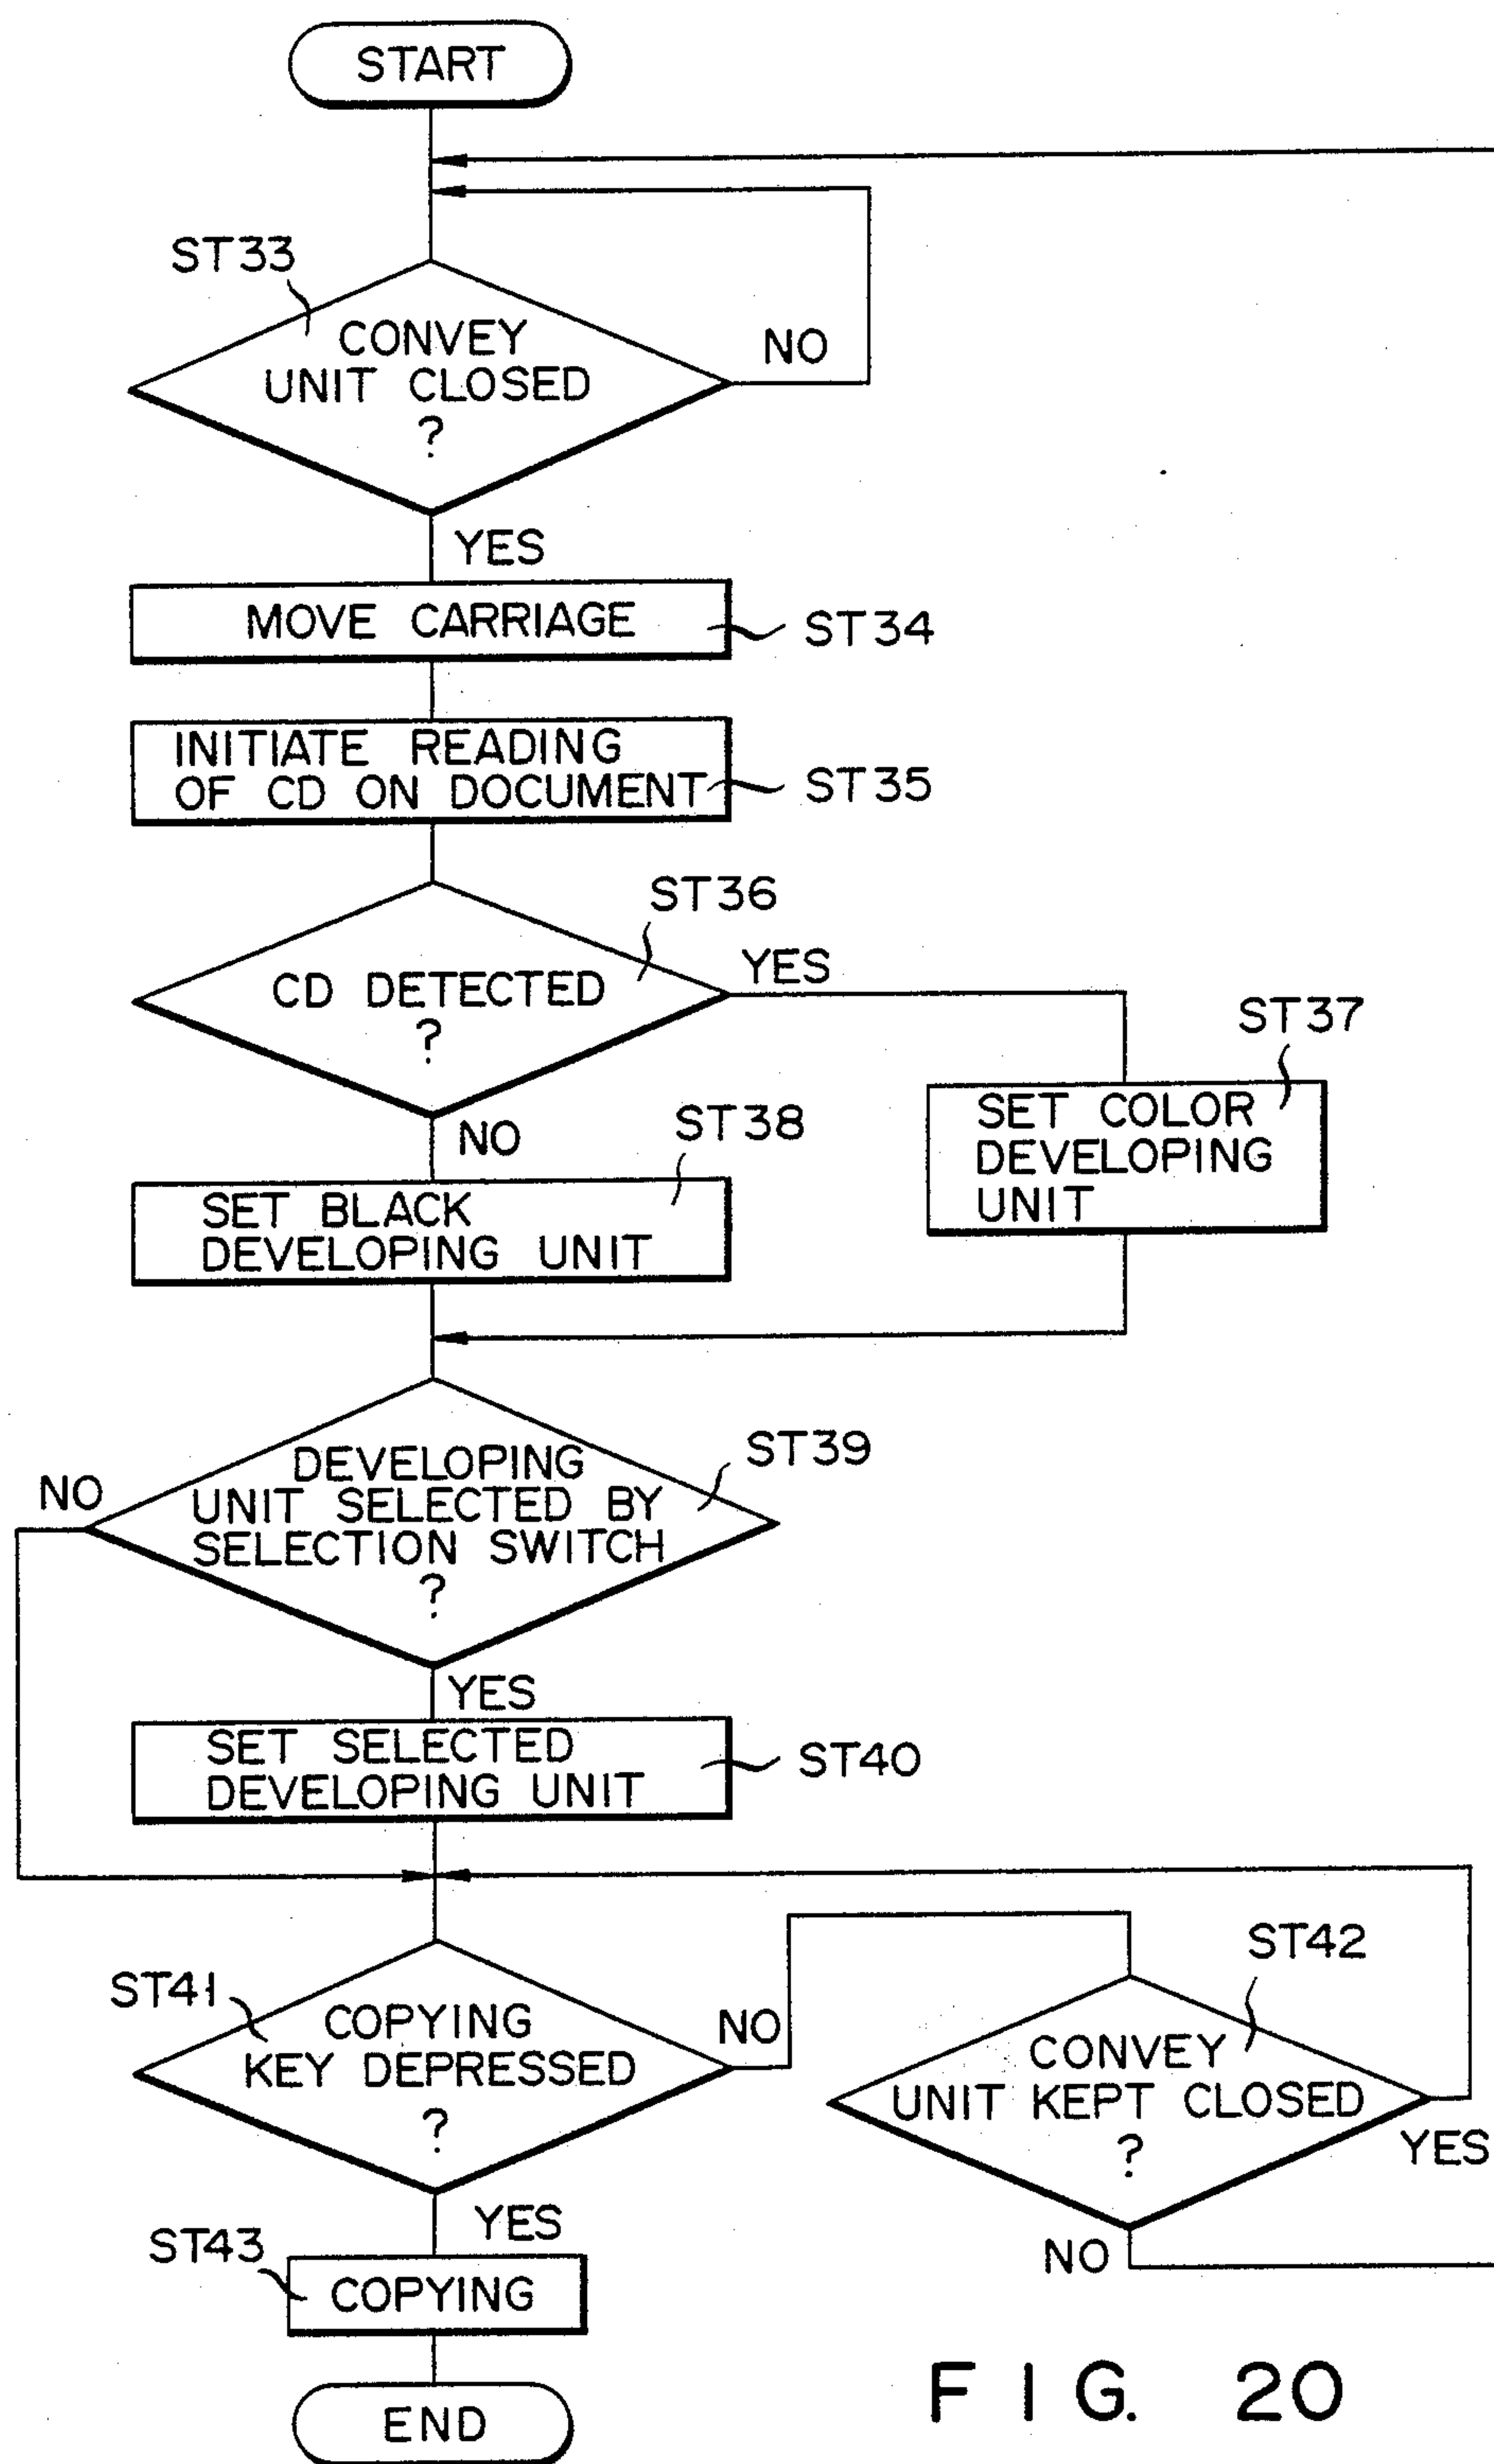 START
ST33
CONVEY
UNIT CLOSED
?
NO
YES
MOVE CARRIAGE
ST34
INITIATE READING
OF CD ON DOCUMENT
ST35
ST36
CD DETECTED
?
YES
NO
ST37
SET COLOR
DEVELOPING
UNIT
ST38
SET BLACK
DEVELOPING UNIT
ST39
DEVELOPING
UNIT SELECTED BY
SELECTION SWITCH
?
NO
YES
SET SELECTED
DEVELOPING UNIT
ST40
ST41
COPYING
KEY DEPRESSED
?
NO
ST42
CONVEY
UNIT KEPT CLOSED
?
YES
NO
YES
ST43
COPYING
END
FIG. 20